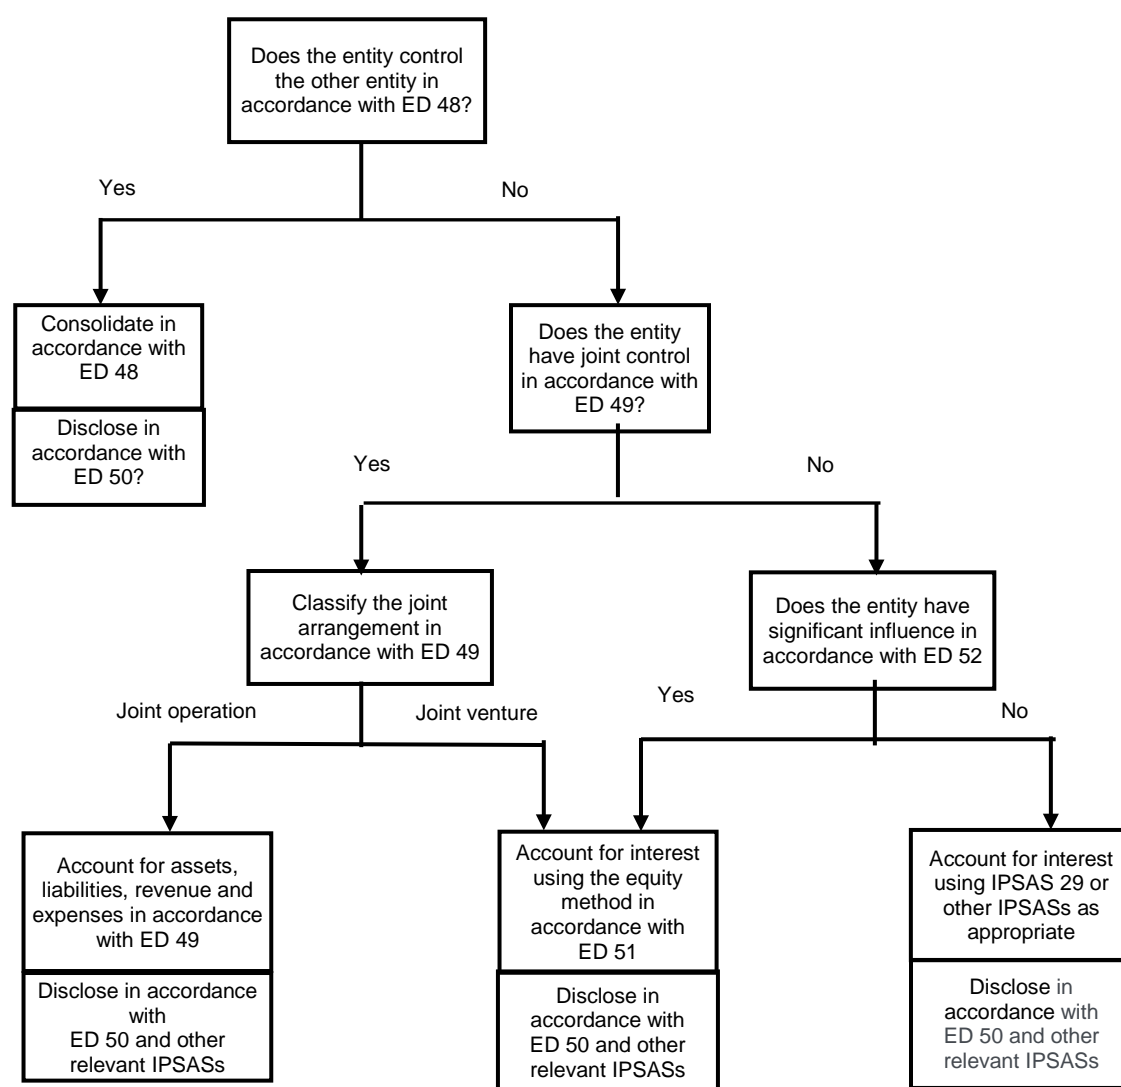 Does the entity control
the other entity in
accordance with ED 48?
Yes
No
Consolidate in
accordance with
ED 48
Disclose in
accordance with
ED 50?
Does the entity
have joint control
in accordance with
ED 49?
Yes
No
Classify the joint
arrangement in
accordance with ED 49
Does the entity have
significant influence in
accordance with ED 52
Joint operation
Joint venture
Yes
No
Account for assets,
liabilities, revenue and
expenses in accordance
with ED 49
Disclose in accordance
with
ED 50 and other
relevant IPSASs
Account for interest
using the equity
method in
accordance with
ED 51
Disclose in
accordance with
ED 50 and other
relevant IPSASs
Account for interest
using IPSAS 29 or
other IPSASs as
appropriate
Disclose in
accordance with
ED 50 and other
relevant IPSASs